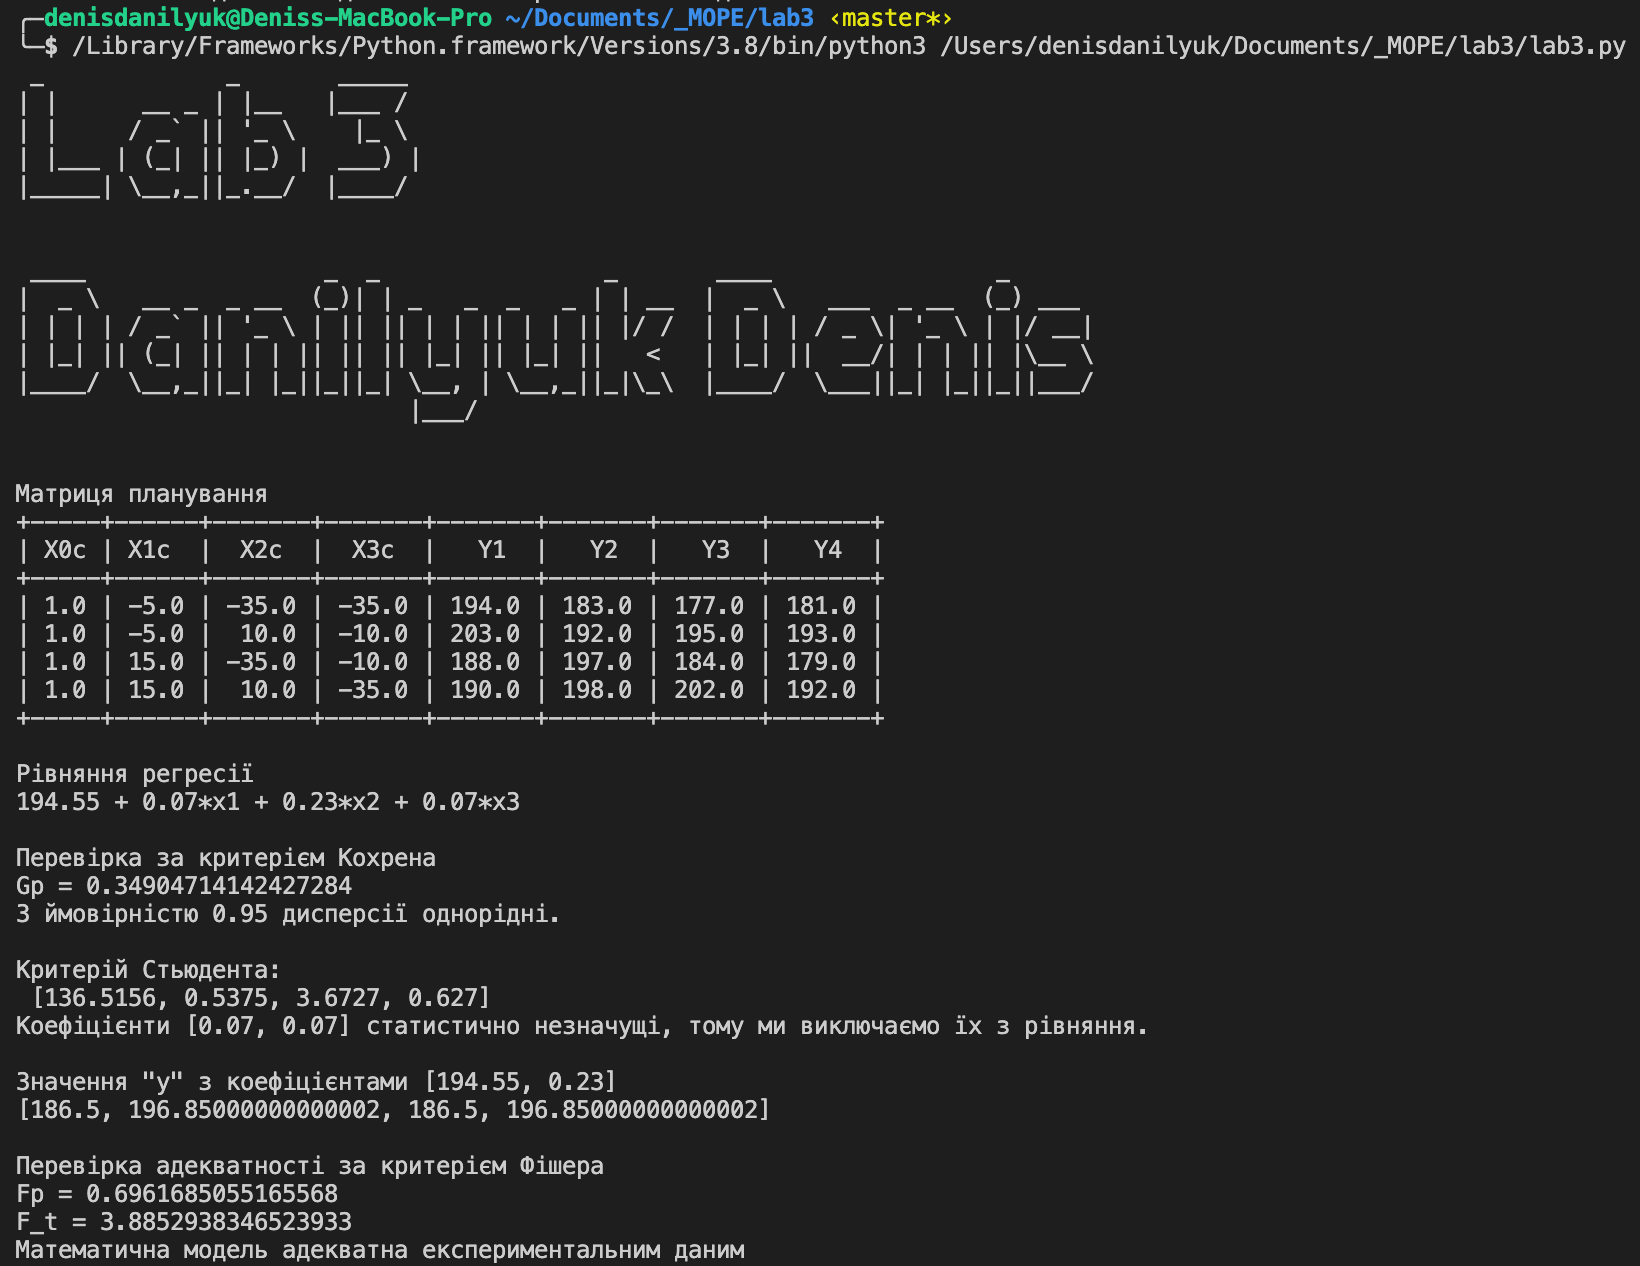 ╭─denisdanilyuk@Deniss-MacBook-Pro ~/Documents/_MOPE/lab3 ‹master*›
╰─$ /Library/Frameworks/Python.framework/Versions/3.8/bin/python3 /Users/denisdanilyuk/Documents/_MOPE/lab3/lab3.py
Lab 3
Danilyuk Denis
Матриця планування
+-----+------+-------+-------+-------+-------+-------+-------+
| X0c | X1c  |  X2c  |  X3c  |   Y1  |   Y2  |   Y3  |   Y4  |
+-----+------+-------+-------+-------+-------+-------+-------+
| 1.0 | -5.0 | -35.0 | -35.0 | 194.0 | 183.0 | 177.0 | 181.0 |
| 1.0 | -5.0 |  10.0 | -10.0 | 203.0 | 192.0 | 195.0 | 193.0 |
| 1.0 | 15.0 | -35.0 | -10.0 | 188.0 | 197.0 | 184.0 | 179.0 |
| 1.0 | 15.0 |  10.0 | -35.0 | 190.0 | 198.0 | 202.0 | 192.0 |
+-----+------+-------+-------+-------+-------+-------+-------+
Рівняння регресії
194.55 + 0.07*x1 + 0.23*x2 + 0.07*x3
Перевірка за критерієм Кохрена
Gp = 0.34904714142427284
З ймовірністю 0.95 дисперсії однорідні.
Критерій Стьюдента:
[136.5156, 0.5375, 3.6727, 0.627]
Коефіцієнти [0.07, 0.07] статистично незначущі, тому ми виключаємо їх з рівняння.
Значення "y" з коефіцієнтами [194.55, 0.23]
[186.5, 196.85000000000002, 186.5, 196.85000000000002]
Перевірка адекватності за критерієм Фішера
Fp = 0.6961685055165568
F_t = 3.8852938346523933
Математична модель адекватна експериментальним даним